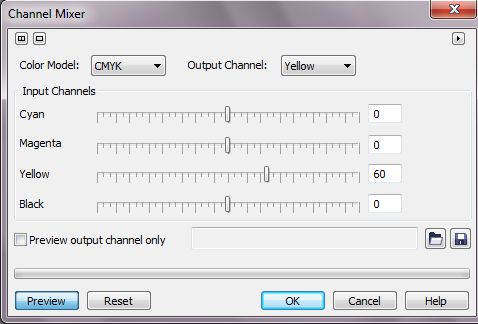 Channel Mixer
Color Model: CMYK Output Channel: Yellow
Input Channels
Cyan 0
Magenta 0
Yellow 60
Black 0
Preview output channel only
Preview Reset OK Cancel Help